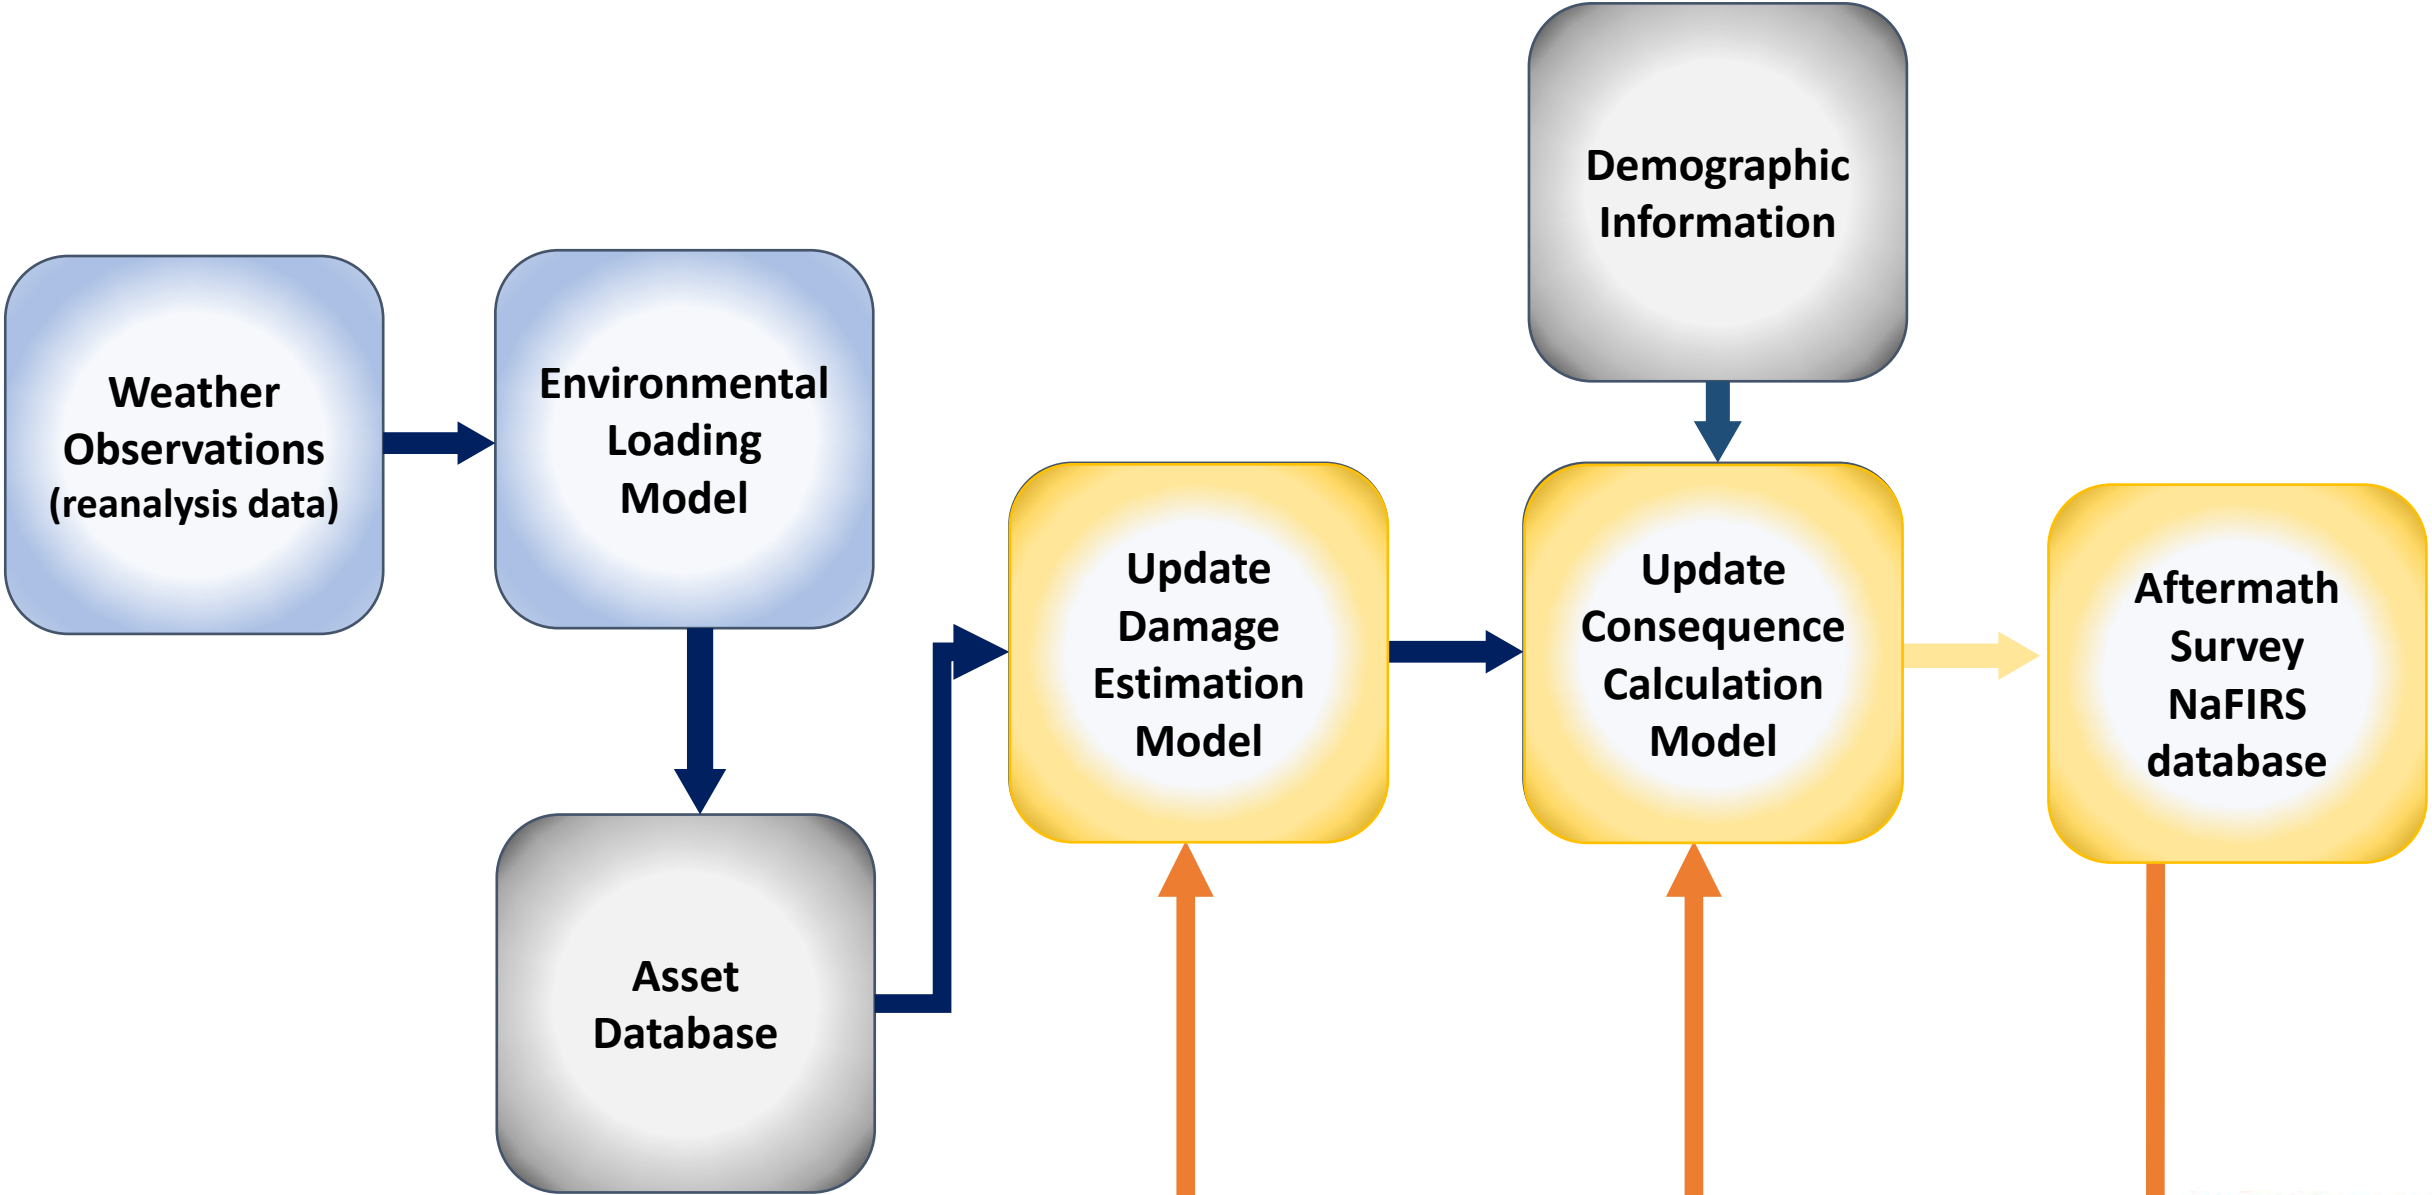 Weather
Observations
(reanalysis data)
Environmental
Loading
Model
Asset
Database
Update
Damage
Estimation
Model
Demographic
Information
Update
Consequence
Calculation
Model
Aftermath
Survey
NaFIRS
database